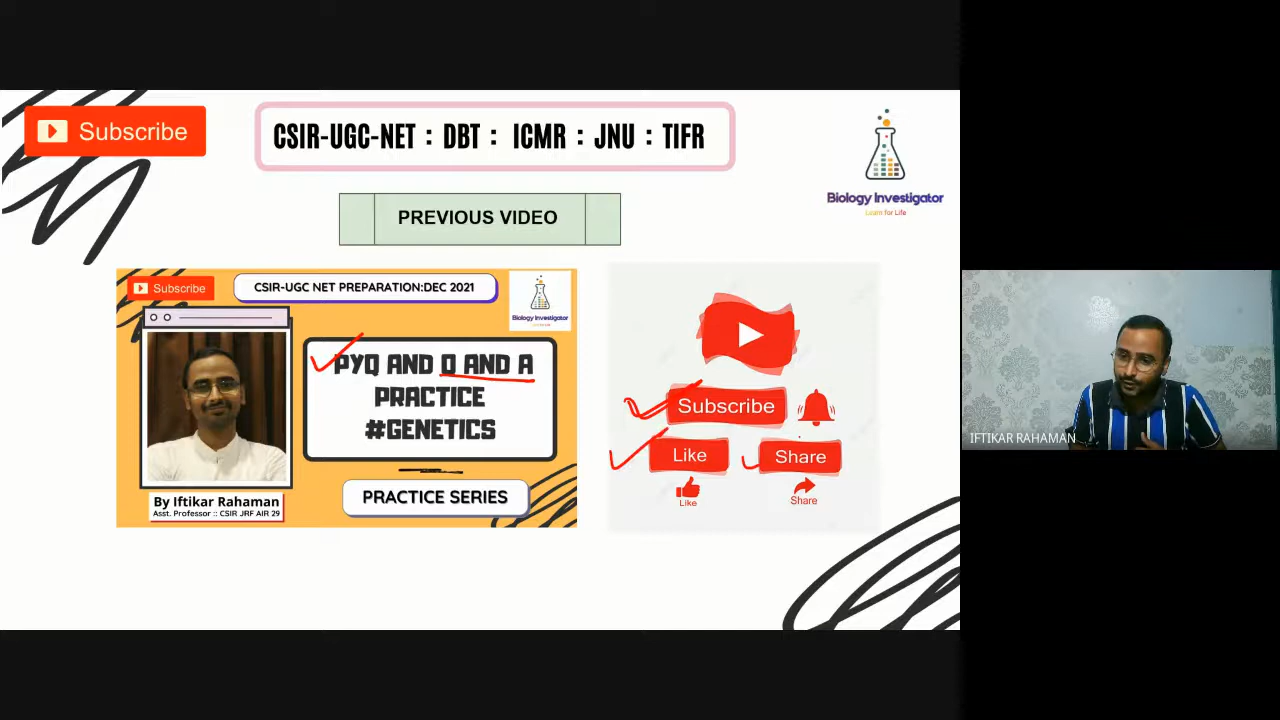 Subscribe
CSIR-UGC-NET : DBT : ICMR : JNU : TIFR
Biology Investigator
Learn for Life
PREVIOUS VIDEO
Subscribe
CSIR-UGC NET PREPARATION:DEC 2021
Biology Investigator
PYQ AND Q AND A
PRACTICE
#GENETICS
By Iftikar Rahaman
Asst. Professor :: CSIR JRF AIR 29
PRACTICE SERIES
Subscribe
Like
Share
Like
Share
IFTIKAR RAHAMAN